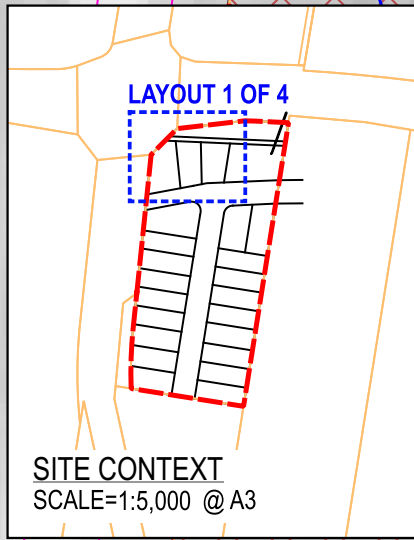 LAYOUT 1 OF 4
SITE CONTEXT
SCALE=1:5,000 @ A3